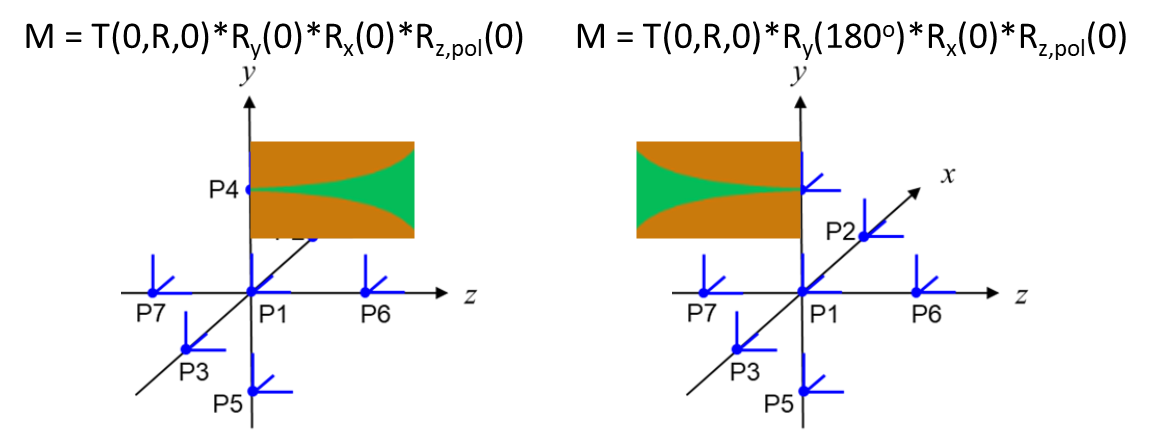 M = T(0,R,0)*Ry(0)*Rx(0)*Rz,pol(0)
y
P4
z
P7
P1
P6
P3
P5
M = T(0,R,0)*Ry(180º)*Rx(0)*Rz,pol(0)
y
x
P2
z
P7
P1
P6
P3
P5